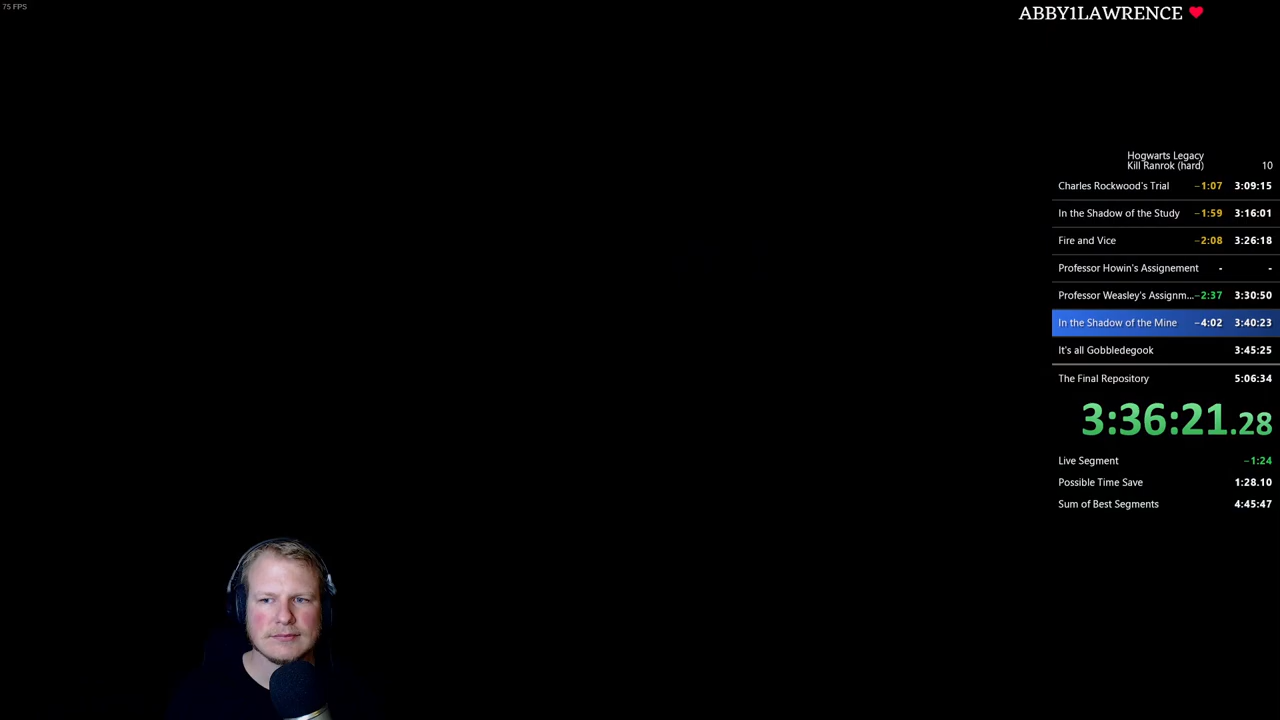 75 FPS
ABBY1LAWRENCE ❤
Hogwarts Legacy
Kill Ranrok (hard) 10
Charles Rockwood's Trial −1:07 3:09:15
In the Shadow of the Study −1:59 3:16:01
Fire and Vice −2:08 3:26:18
Professor Howin's Assignement - -
Professor Weasley's Assignm... −2:37 3:30:50
In the Shadow of the Mine −4:02 3:40:23
It's all Gobbledegook 3:45:25
The Final Repository 5:06:34
3:36:21.28
Live Segment −1:24
Possible Time Save 1:28.10
Sum of Best Segments 4:45:47